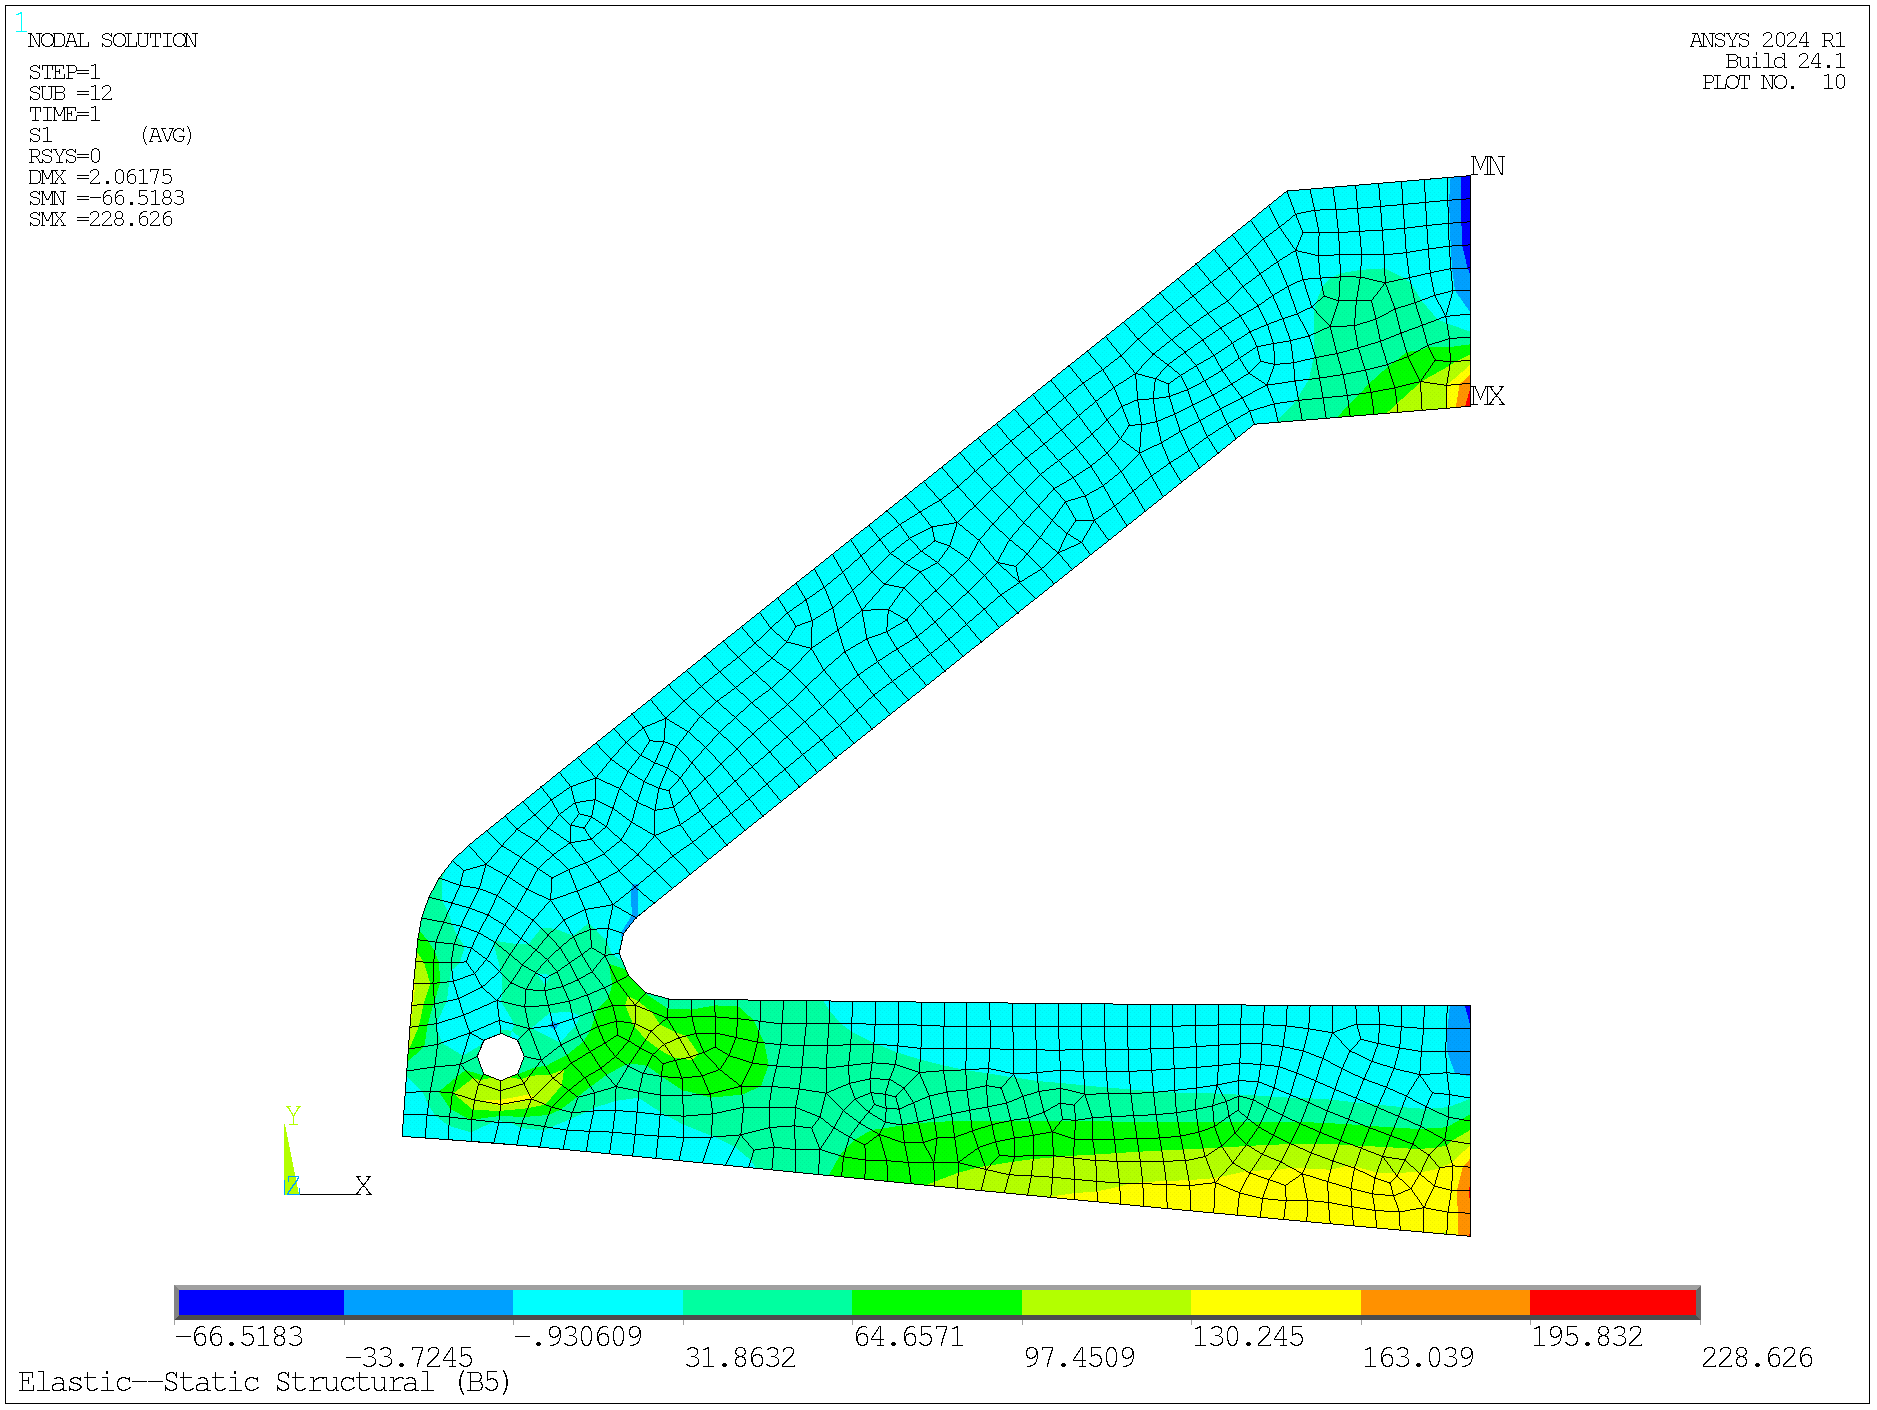 1
NODAL SOLUTION
STEP=1
SUB =12
TIME=1
S1 (AVG)
RSYS=0
DMX =2.06175
SMN =-66.5183
SMX =228.626
ANSYS 2024 R1
Build 24.1
PLOT NO. 10
MN
MX
Y
Z X
-66.5183 -.930609 64.6571 130.245 195.832
-33.7245 31.8632 97.4509 163.039 228.626
Elastic--Static Structural (B5)